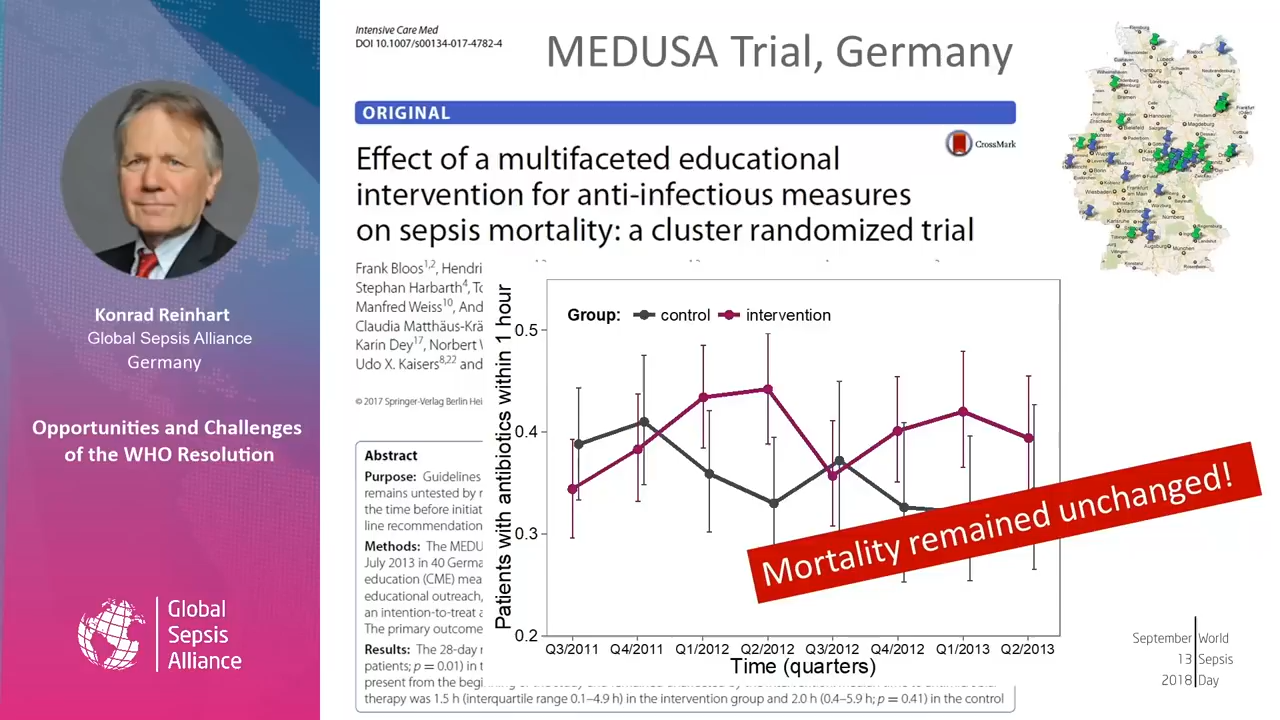 Konrad Reinhart
Global Sepsis Alliance
Germany
Opportunities and Challenges
of the WHO Resolution
Global
Sepsis
Alliance
Intensive Care Med
DOI 10.1007/s00134-017-4782-4
MEDUSA Trial, Germany
ORIGINAL
CrossMark
Effect of a multifaceted educational
intervention for anti-infectious measures
on sepsis mortality: a cluster randomized trial
Frank Bloos1,2, Hendri
Stephan Harbarth4, To
Manfred Weiss10, And
Claudia Matthäus-Krä
Karin Dey17, Norbert
Udo X. Kaisers8,22 and
© 2017 Springer-Verlag Berlin Hei
Abstract
Purpose: Guidelines
remains untested by r
the time before initiat
line recommendation
Methods: The MEDU
July 2013 in 40 Germa
education (CME) mea
educational outreach,
an intention-to-treat a
The primary outcome
Results: The 28-day r
patients; p = 0.01) in t
present from the
therapy was 1.5 h (interquartile range 0.1–4.9 h) in the intervention group and 2.0 h (0.4–5.9 h; p = 0.41) in the control
Patients with antibiotics within 1 hour
Group: control intervention
0.5
0.4
0.3
0.2
Q3/2011 Q4/2011 Q1/2012 Q2/2012 Q3/2012 Q4/2012 Q1/2013 Q2/2013
Time (quarters)
Mortality remained unchanged!
September World
13 Sepsis
2018 Day